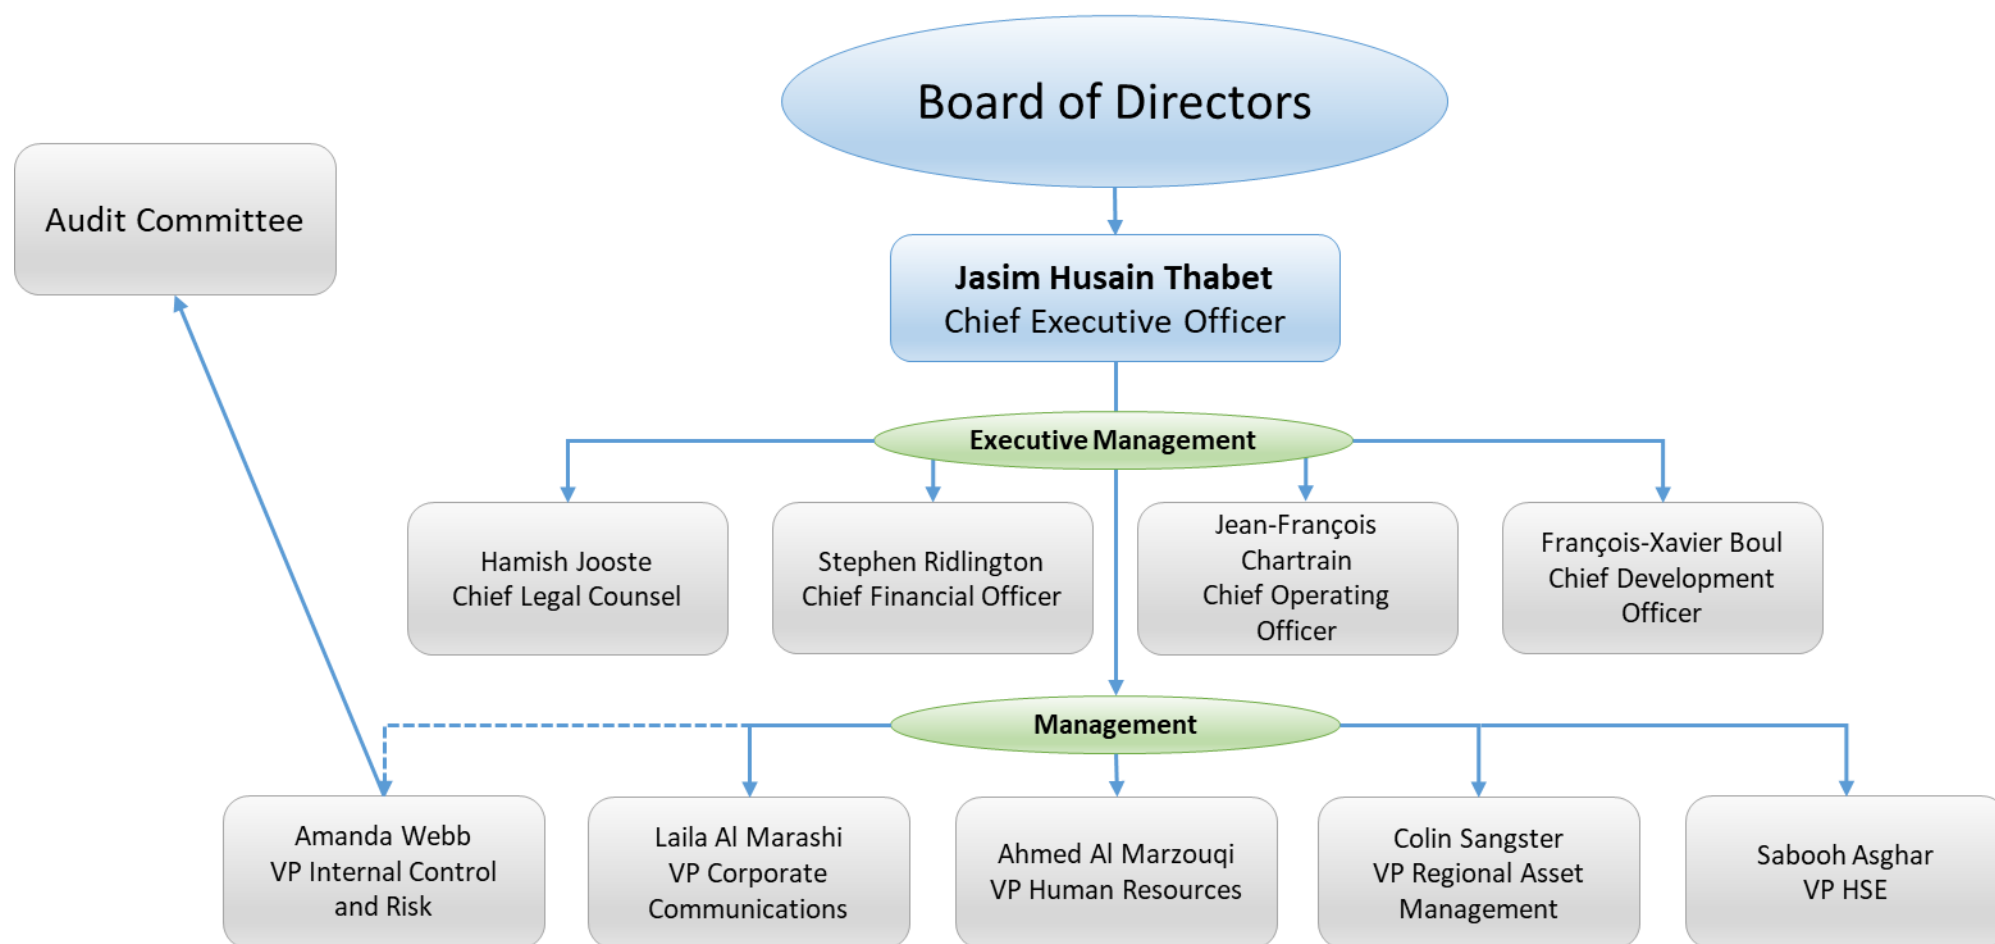 Board of Directors
Audit Committee
Jasim Husain Thabet
Chief Executive Officer
Executive Management
Hamish Jooste
Chief Legal Counsel
Stephen Ridlington
Chief Financial Officer
Jean-François
Chartrain
Chief Operating
Officer
François-Xavier Boul
Chief Development
Officer
Management
Amanda Webb
VP Internal Control
and Risk
Laila Al Marashi
VP Corporate
Communications
Ahmed Al Marzouqi
VP Human Resources
Colin Sangster
VP Regional Asset
Management
Sabooh Asghar
VP HSE